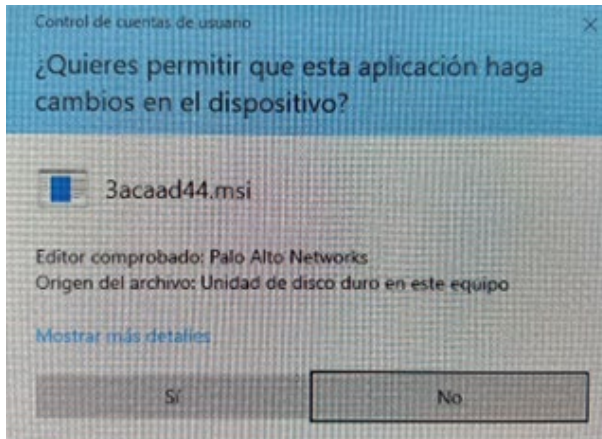 Control de cuentas de usuario
¿Quieres permitir que esta aplicación haga
cambios en el dispositivo?
3acaad44.msi
Editor comprobado: Palo Alto Networks
Origen del archivo: Unidad de disco duro en este equipo
Mostrar más detalles
Sí
No